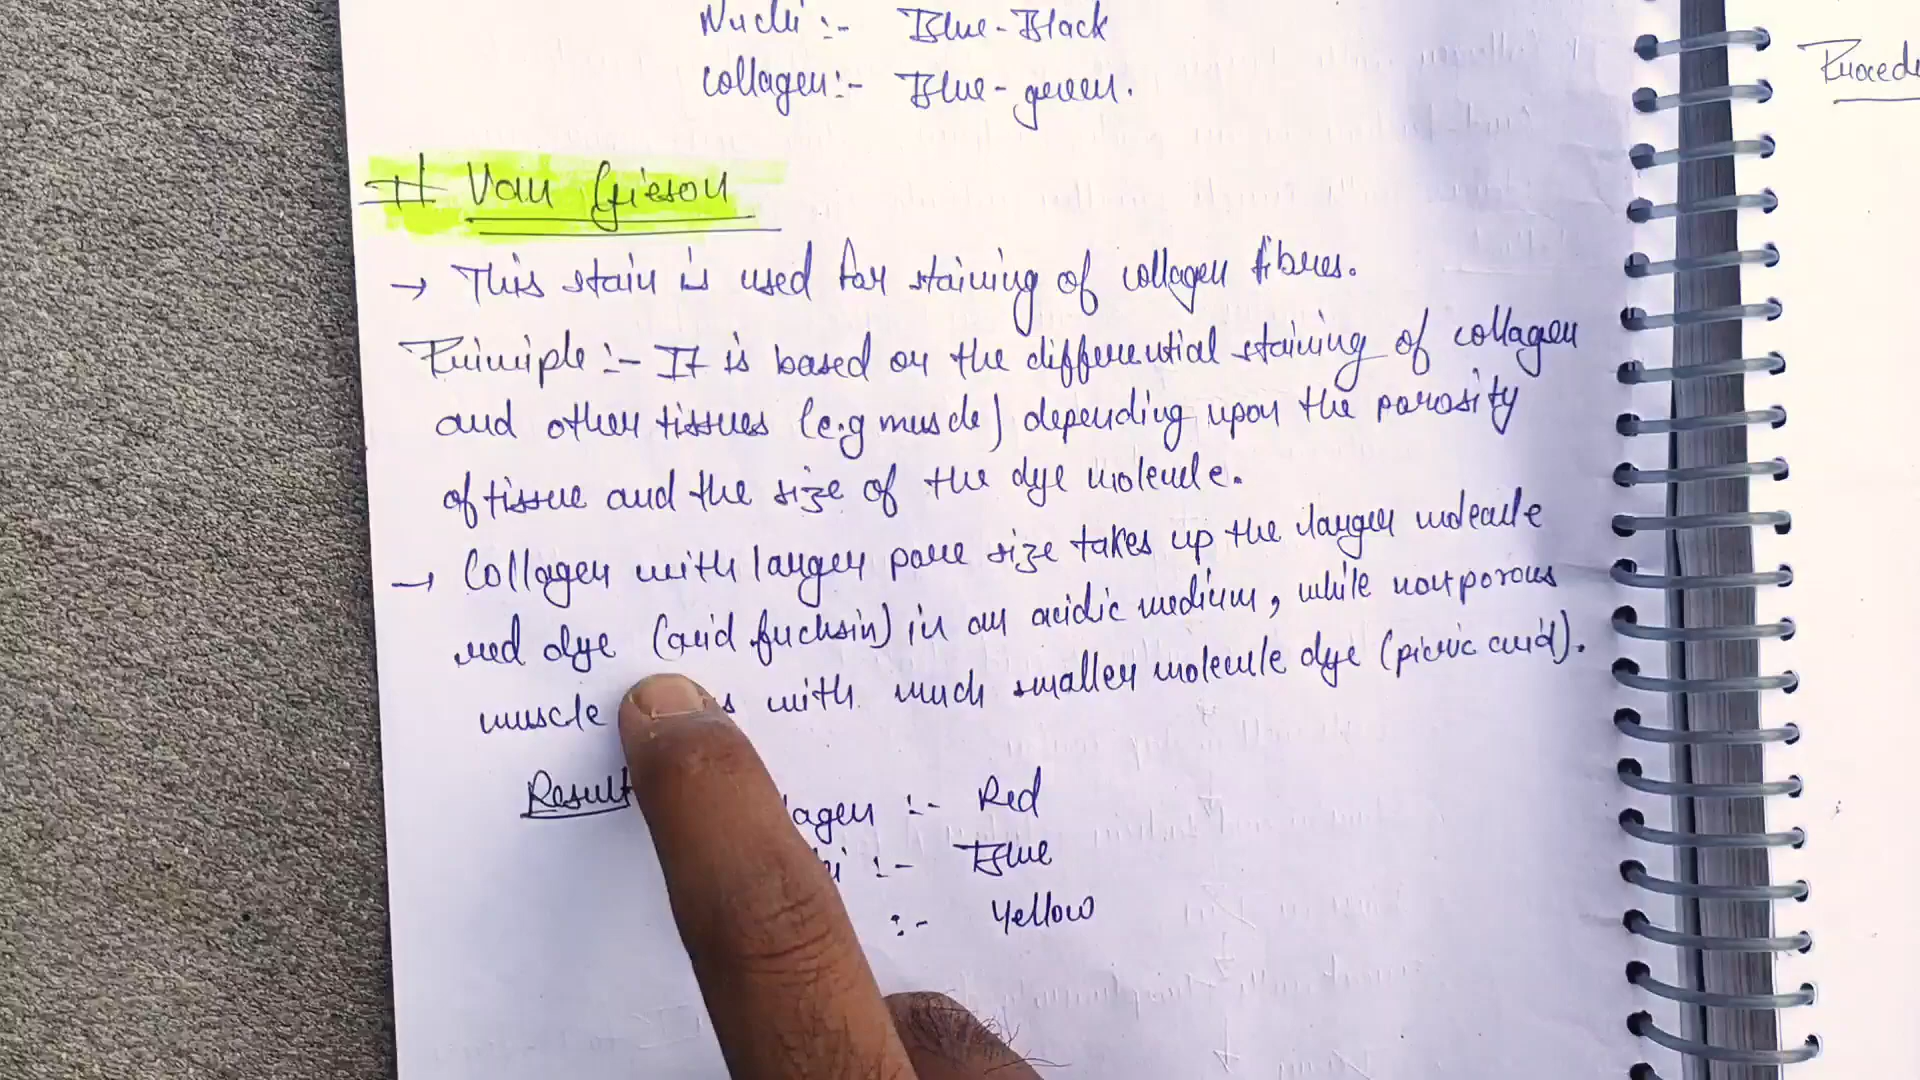 Nuclei :- Blue-Black
Collagen :- Blue-green.
# Van Gieson
→ This stain is used for staining of collagen fibres.
Principle :- It is based on the differential staining of collagen
and other tissues (e.g muscle) depending upon the porosity
of tissue and the size of the dye molecule.
→ Collagen with larger pore size takes up the larger molecule
red dye (acid fuchsin) in an acidic medium, while nonporous
muscle with much smaller molecule dye (picric acid).
Result
agen :- Red
:- Blue
:- Yellow